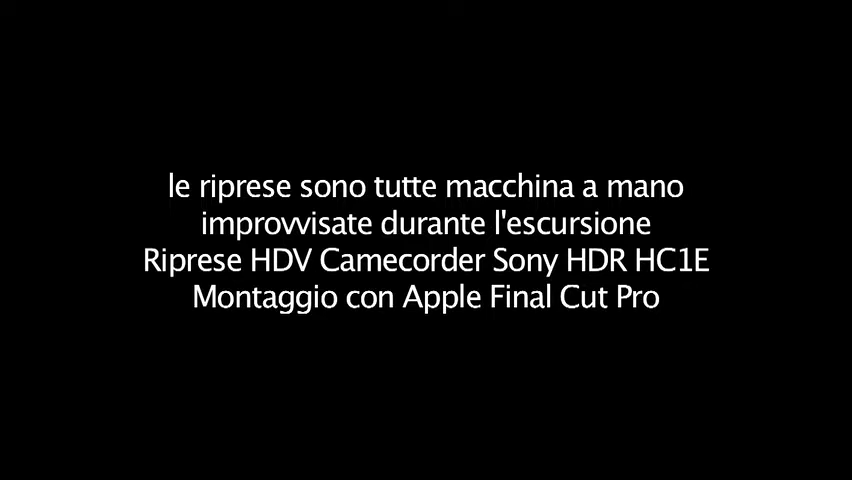 le riprese sono tutte macchina a mano
improvvisate durante l'escursione
Riprese HDV Camecorder Sony HDR HC1E
Montaggio con Apple Final Cut Pro